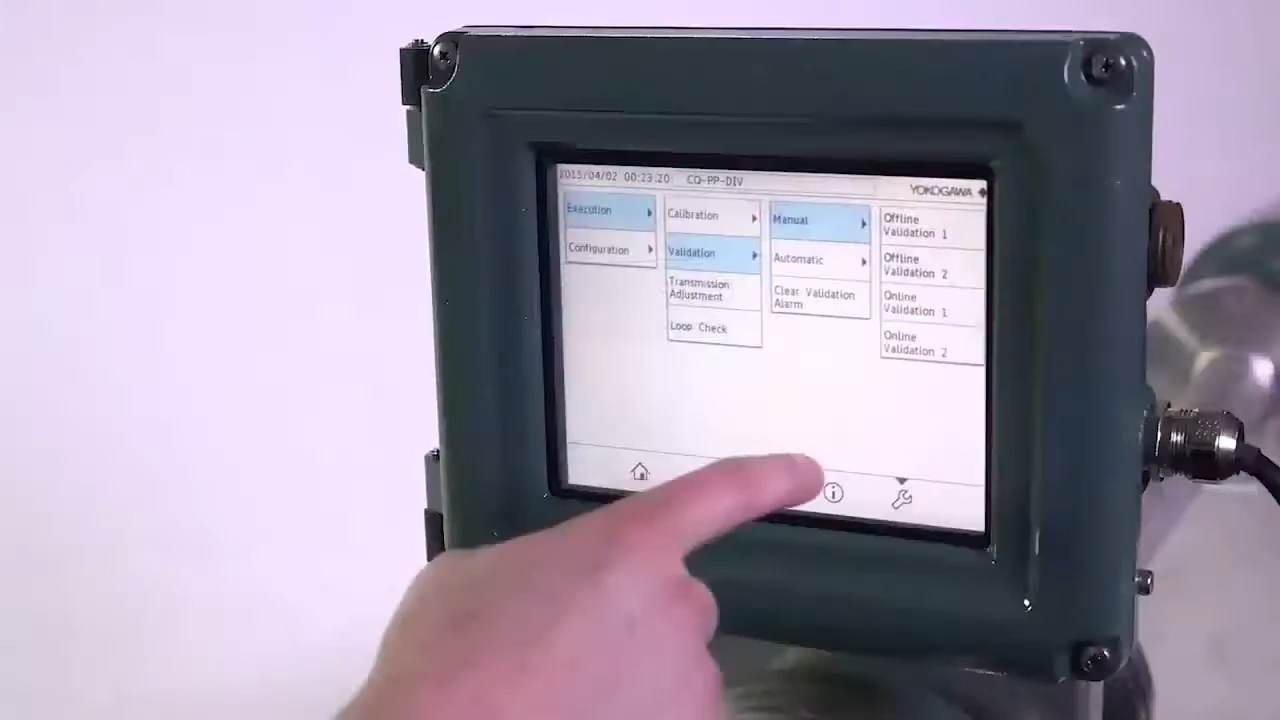 2015/04/02 00:23:20 CQ-PP-DIV
YOKOGAWA
Execution
Configuration
Calibration
Validation
Transmission
Adjustment
Loop Check
Manual
Automatic
Clear Validation
Alarm
Offline
Validation 1
Offline
Validation 2
Online
Validation 1
Online
Validation 2